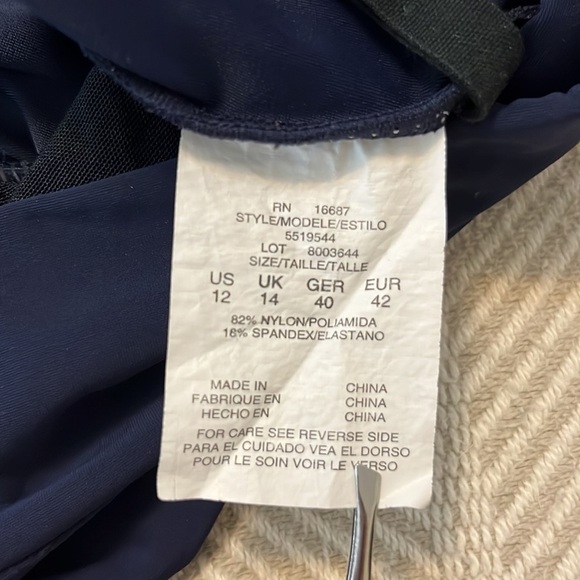 RN 16687
STYLE/MODELE/ESTILO
5519544
LOT 8003644
SIZE/TAILLE/TALLE
US UK GER EUR
12 14 40 42
82% NYLON/POLIAMIDA
18% SPANDEX/ELASTANO
MADE IN CHINA
FABRIQUE EN CHINA
HECHO EN CHINA
FOR CARE SEE REVERSE SIDE
PARA EL CUIDADO VEA EL DORSO
POUR LE SOIN VOIR LE VERSO